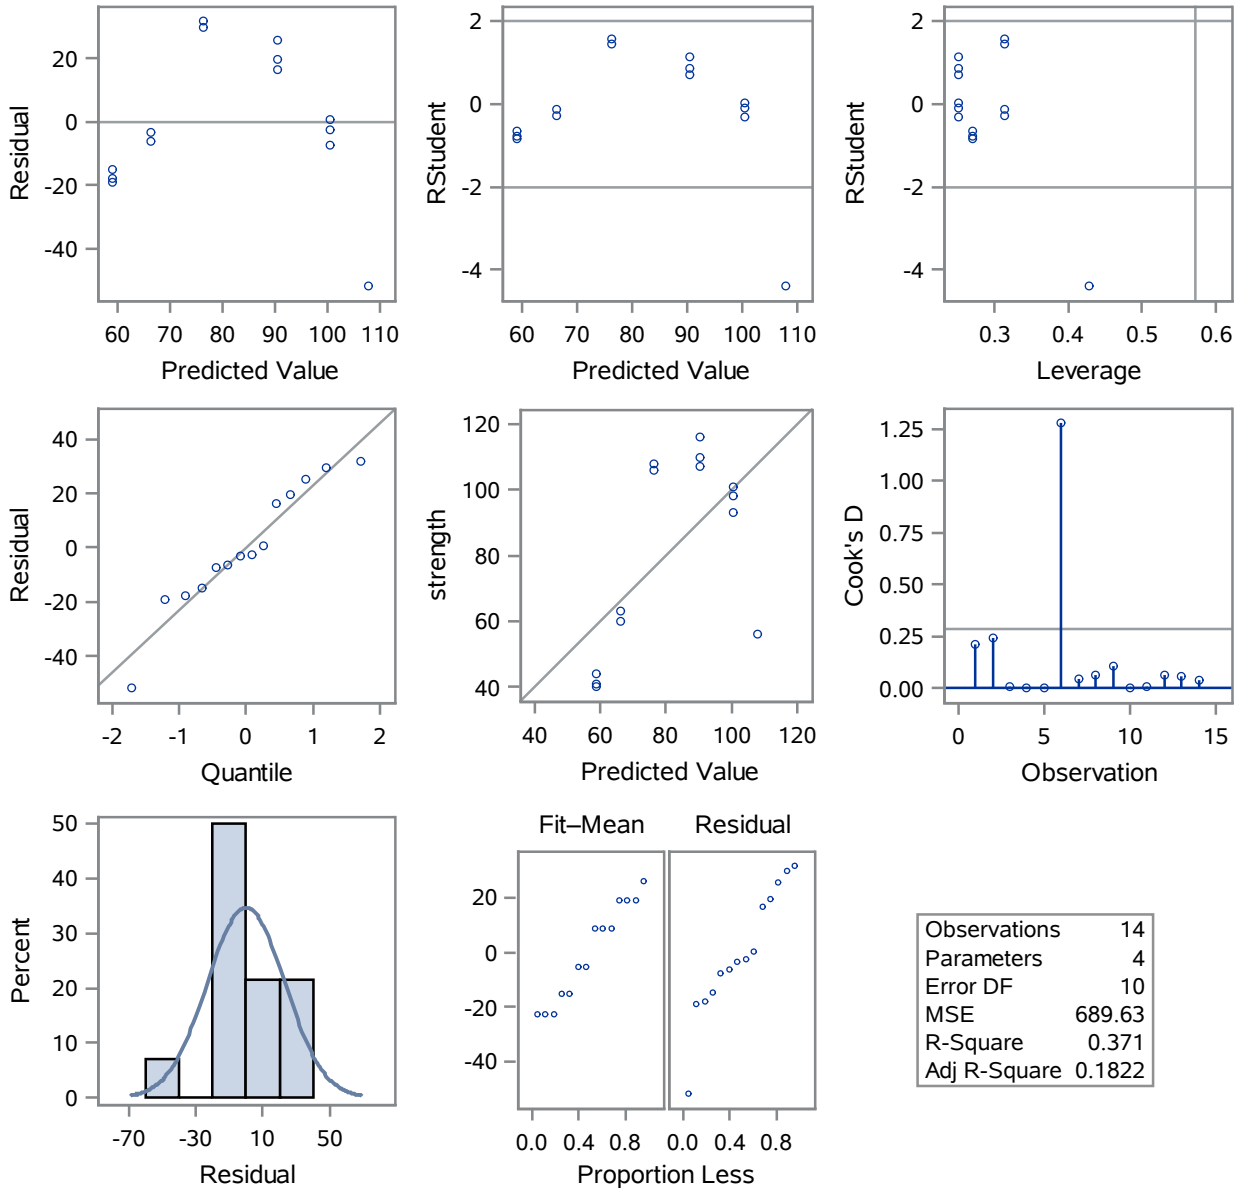 20
0
-20
-40
Residual
60 70 80 90 100 110
Predicted Value
2
0
-2
-4
RStudent
60 70 80 90 100 110
Predicted Value
2
0
-2
-4
RStudent
0.3 0.4 0.5 0.6
Leverage
40
20
0
-20
-40
Residual
-2 -1 0 1 2
Quantile
120
100
80
60
40
strength
40 60 80 100 120
Predicted Value
1.25
1.00
0.75
0.50
0.25
0.00
Cook's D
0 5 10 15
Observation
50
40
30
20
10
0
Percent
-70 -30 10 50
Residual
Fit–Mean Residual
20
0
-20
-40
0.0 0.4 0.8 0.0 0.4 0.8
Proportion Less
Observations 14
Parameters 4
Error DF 10
MSE 689.63
R-Square 0.371
Adj R-Square 0.1822